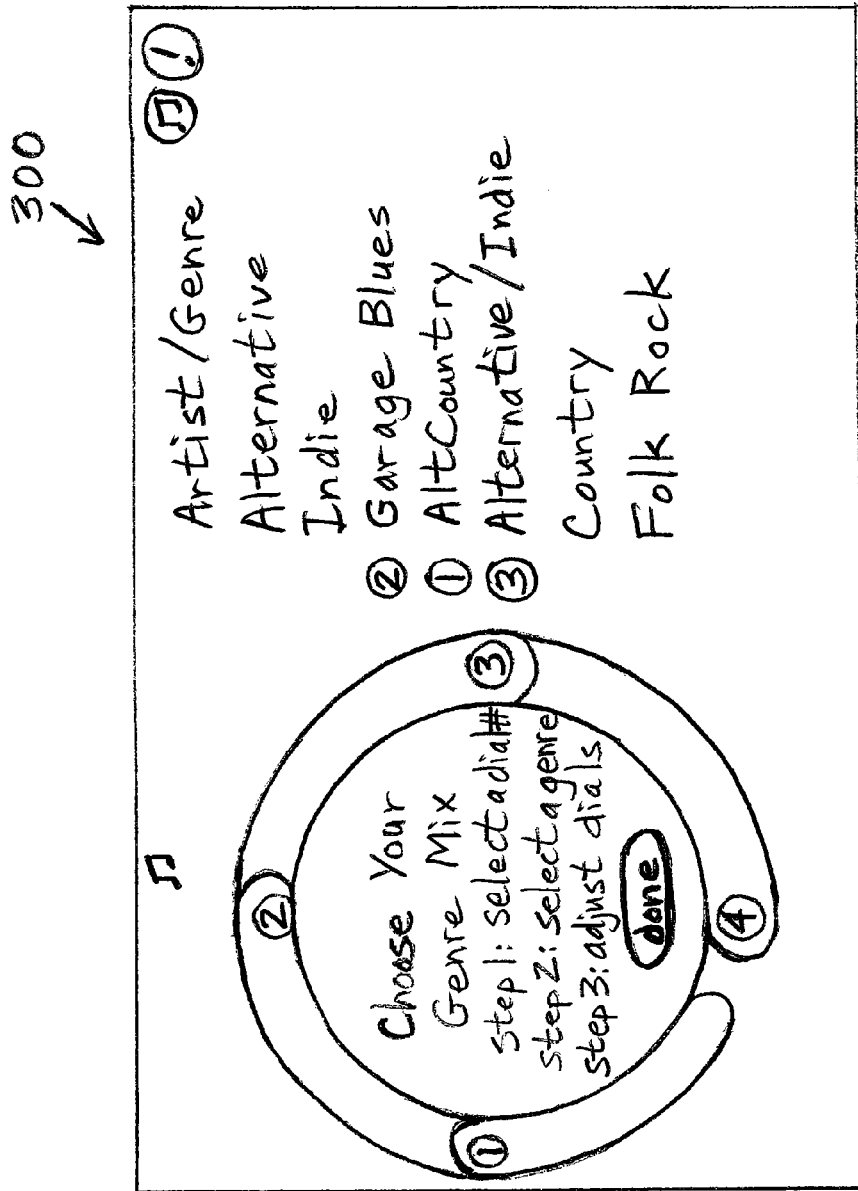 300
Artist/Genre
Alternative
Indie
② Garage Blues
① AltCountry
③ Alternative/Indie
Country
Folk Rock
②
③
①
④
Choose Your
Genre Mix
step 1: select a dial#
step 2: select a genre
step 3: adjust dials
done
!